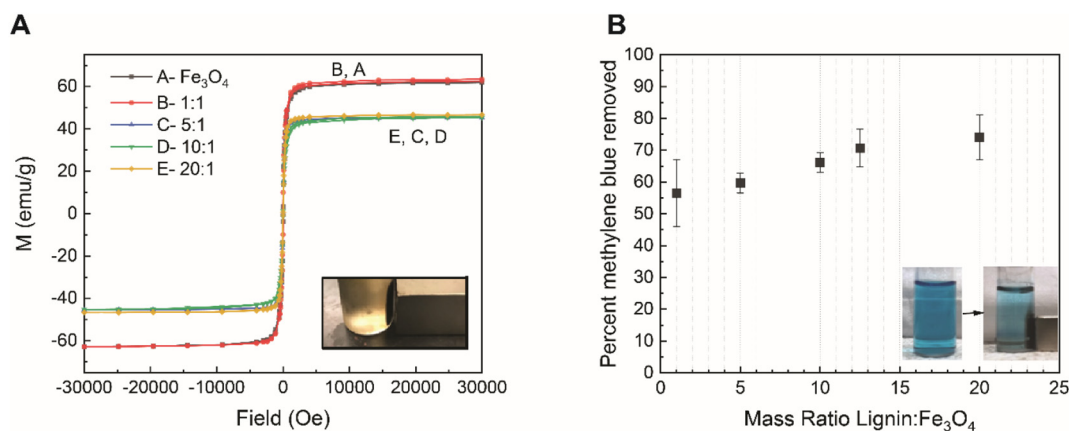 A
M (emu/g)
60
40
20
0
-20
-40
-60
A- Fe₃O₄
B- 1:1
C- 5:1
D- 10:1
E- 20:1
B, A
E, C, D
-30000 -20000 -10000 0 10000 20000 30000
Field (Oe)
B
Percent methylene blue removed
100
90
80
70
60
50
40
30
20
10
0
0 5 10 15 20 25
Mass Ratio Lignin:Fe₃O₄